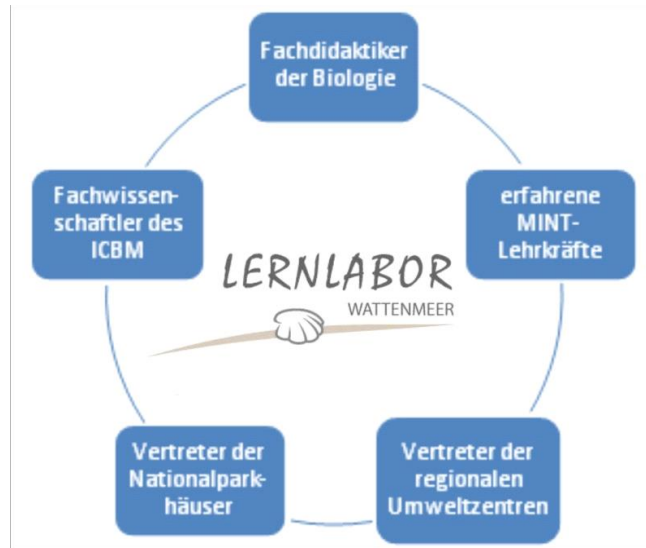 Fachdidaktiker
der Biologie
erfahrene
MINT-
Lehrkräfte
Vertreter der
regionalen
Umweltzentren
Vertreter der
Nationalpark-
häuser
Fachwissen-
schaftler des
ICBM
LERNLABOR
WATTENMEER